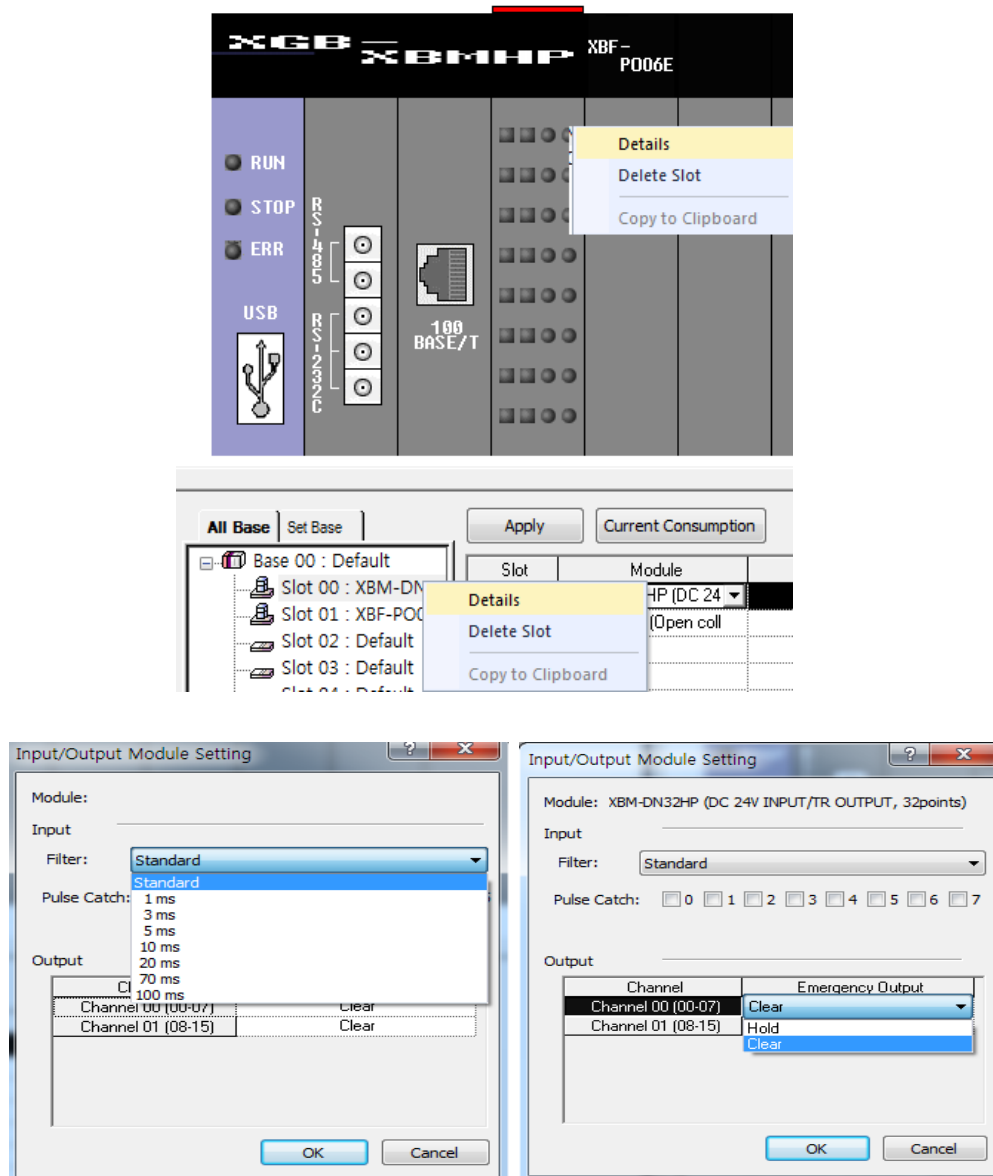 XGB-XBMHP
XBF-
PO06E
RUN
STOP
ERR
USB
RS-485
RS-232C
100
BASE/T
Details
Delete Slot
Copy to Clipboard
All Base
Set Base
Apply
Current Consumption
Base 00 : Default
Slot 00 : XBM-DN
Slot 01 : XBF-PO0
Slot 02 : Default
Slot 03 : Default
Slot 04 : Default
Slot Module
HP (DC 24
(Open coll
Details
Delete Slot
Copy to Clipboard
Input/Output Module Setting
?
X
Module:
Input
Filter: Standard
Standard
1 ms
3 ms
5 ms
10 ms
20 ms
70 ms
100 ms
Pulse Catch:
Output
Channel 00 (00-07) Clear
Channel 01 (08-15) Clear
OK Cancel
Input/Output Module Setting
?
X
Module: XBM-DN32HP (DC 24V INPUT/TR OUTPUT, 32points)
Input
Filter: Standard
Pulse Catch: 0 1 2 3 4 5 6 7
Output
Channel Emergency Output
Channel 00 (00-07) Clear
Channel 01 (08-15)
Hold
Clear
OK Cancel